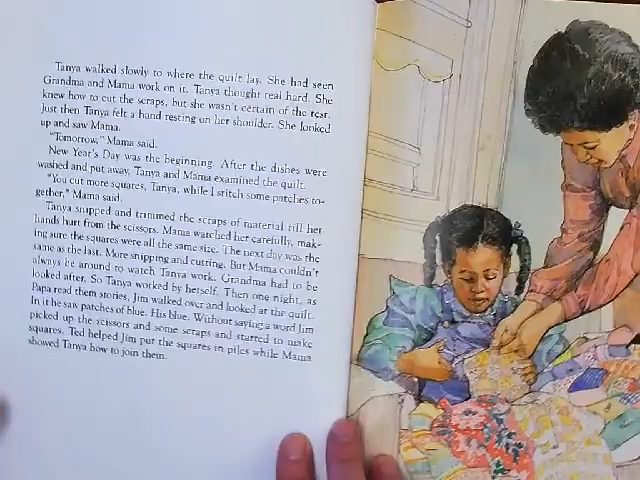 Tanya walked slowly to where the quilt lay. She had seen
Grandma and Mama work on it. Tanya thought real hard. She
knew how to cut the scraps, but she wasn't certain of the rest.
Just then Tanya felt a hand resting on her shoulder. She looked
up and saw Mama.
"Tomorrow," Mama said.
New Year's Day was the beginning. After the dishes were
washed and put away, Tanya and Mama examined the quilt.
"You cut more squares, Tanya, while I stitch some patches to-
gether," Mama said.
Tanya snipped and trimmed the scraps of material till her
hands hurt from the scissors. Mama watched her carefully, mak-
ing sure the squares were all the same size. The next day was the
same as the last. More snipping and cutting. But Mama couldn't
always be around to watch Tanya work. Grandma had to be
looked after. So Tanya worked by herself. Then one night, as
Papa read them stories, Jim walked over and looked at the quilt.
In it he saw patches of blue. His blue. Without saying a word Jim
picked up the scissors and some scraps and started to make
squares. Ted helped Jim put the squares in piles while Mama
showed Tanya how to join them.